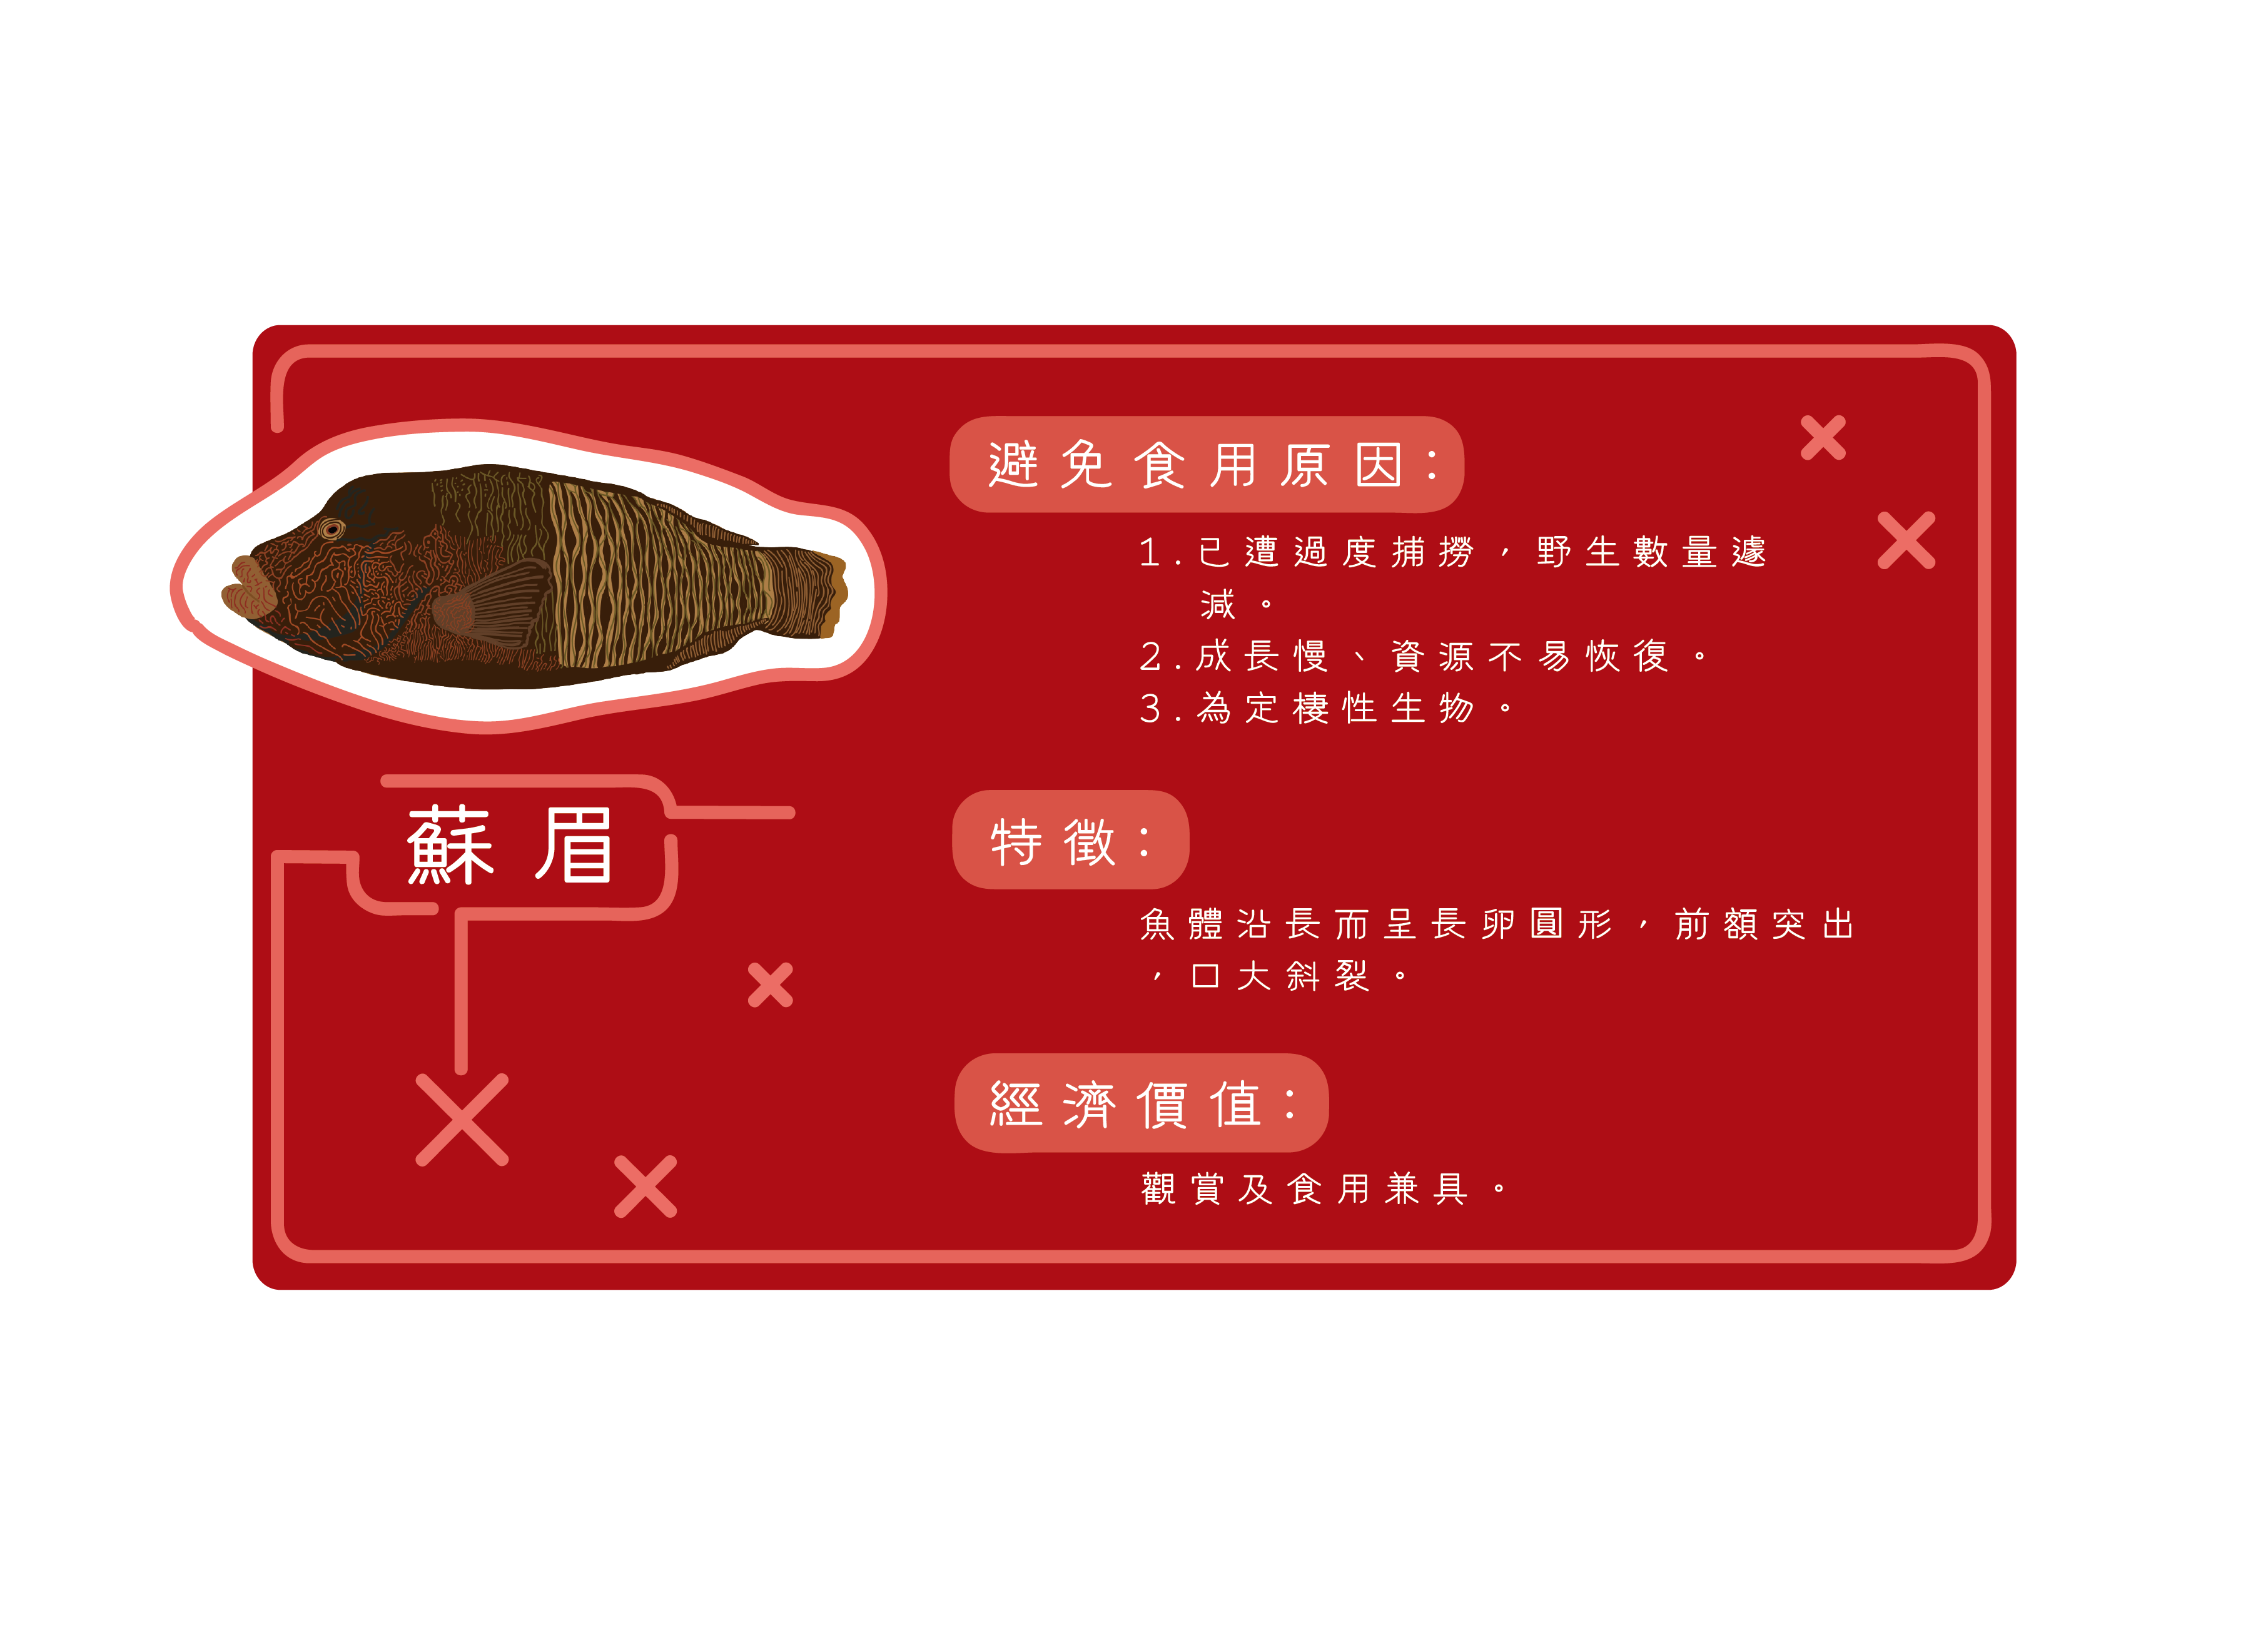 避免食用原因：
1.已遭過度捕撈，野生數量遽
減。
2.成長慢、資源不易恢復。
3.為定棲性生物。
蘇眉
特徵：
魚體沿長而呈長卵圓形，前額突出
，口大斜裂。
經濟價值：
觀賞及食用兼具。